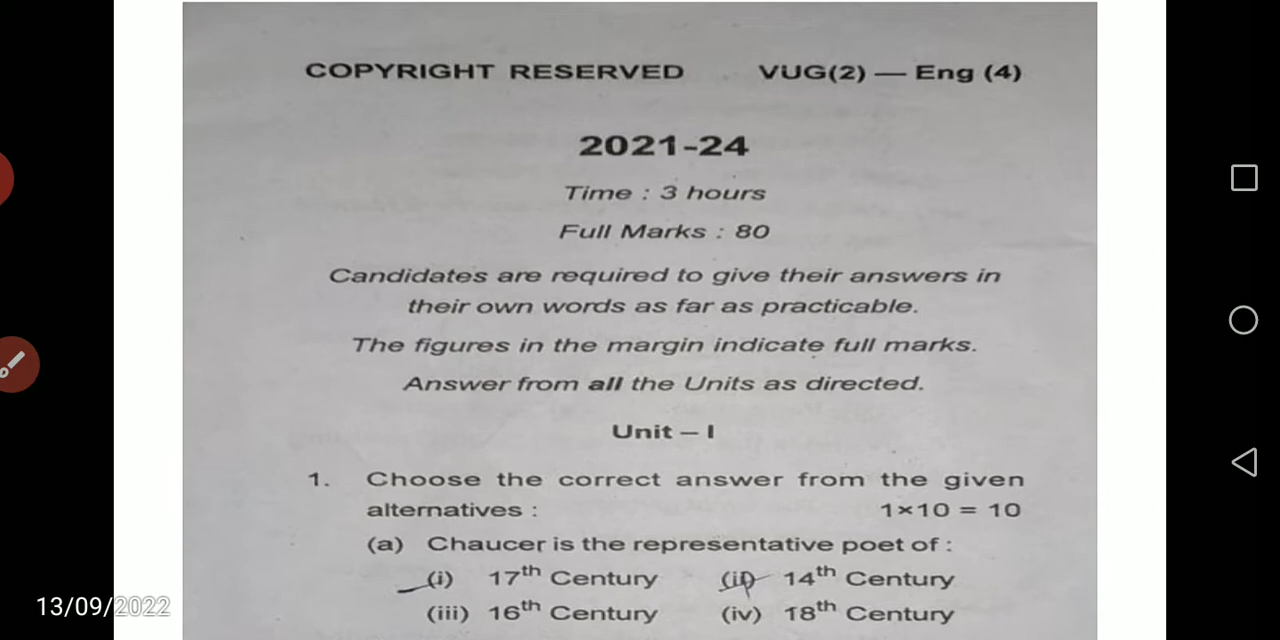 COPYRIGHT RESERVED VUG(2) — Eng (4)
2021-24
Time : 3 hours
Full Marks : 80
Candidates are required to give their answers in
their own words as far as practicable.
The figures in the margin indicate full marks.
Answer from all the Units as directed.
Unit – I
1. Choose the correct answer from the given
alternatives : 1×10 = 10
(a) Chaucer is the representative poet of :
(i) 17th Century (ii) 14th Century
(iii) 16th Century (iv) 18th Century
13/09/2022